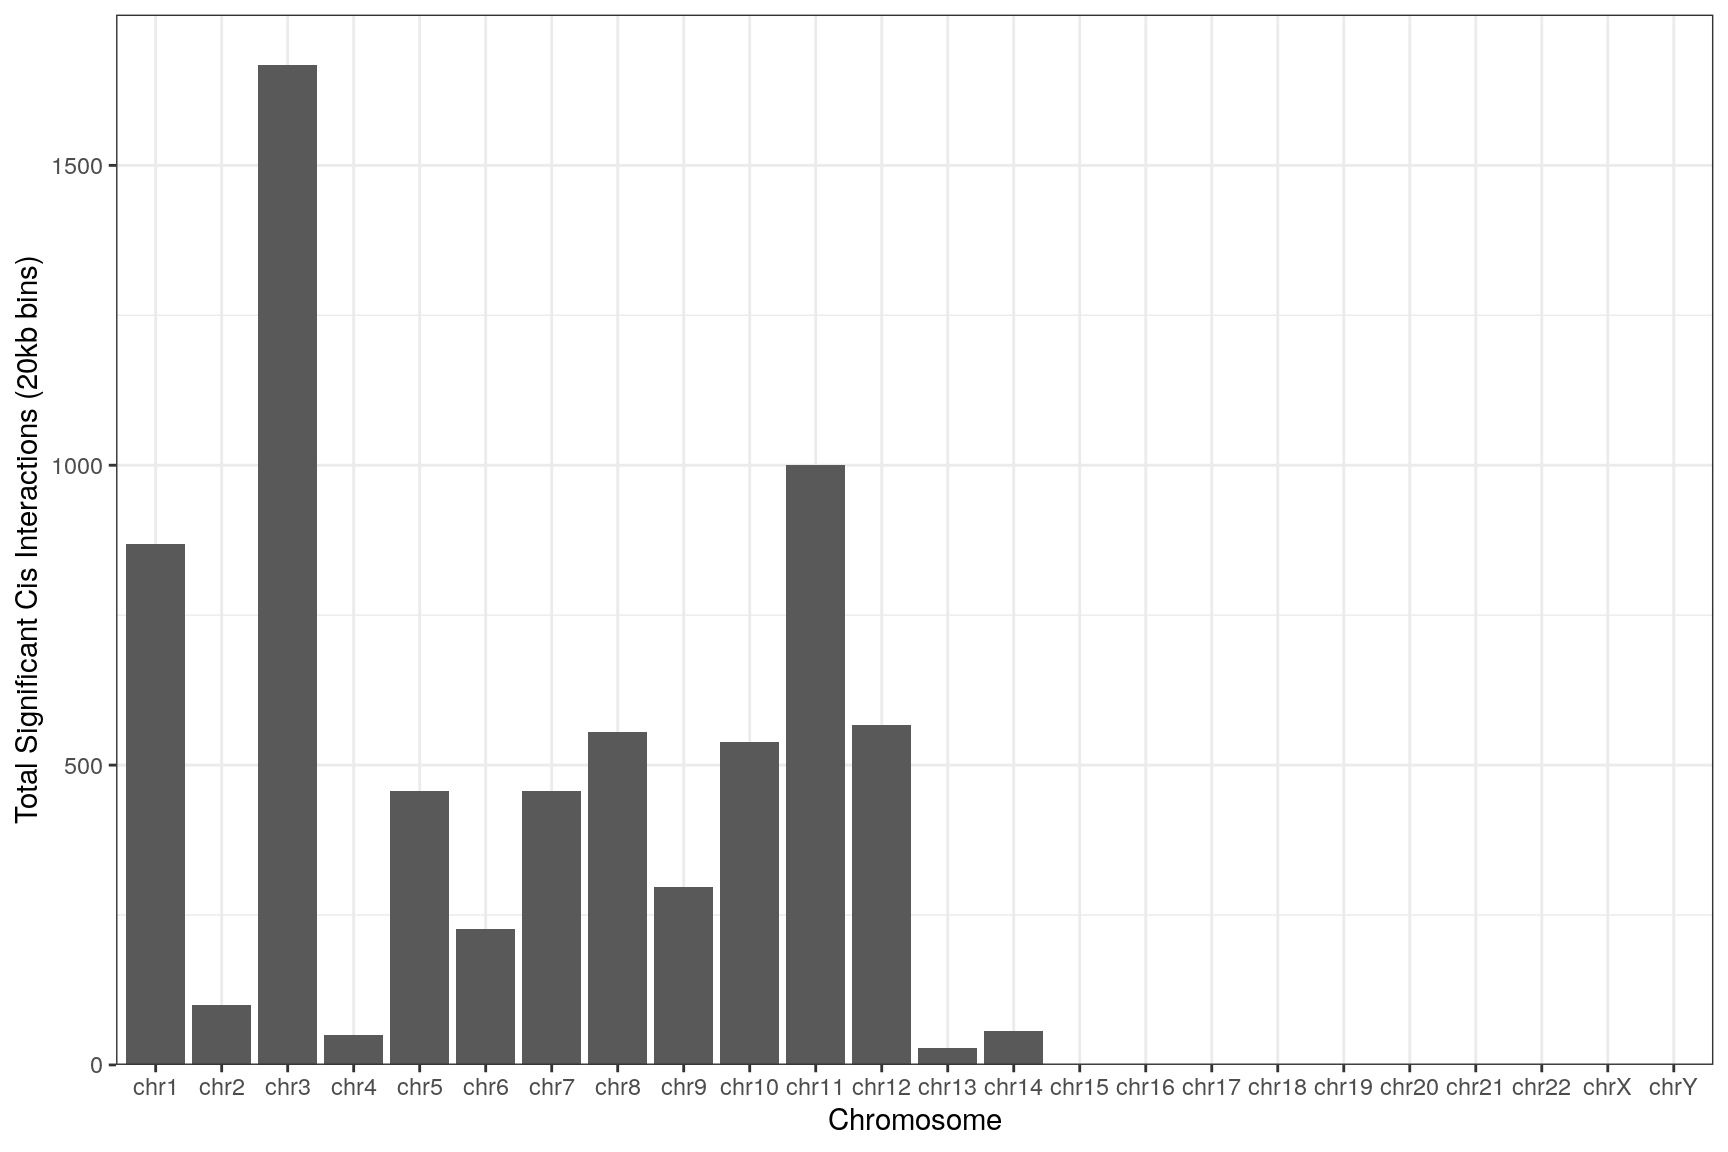 Total Significant Cis Interactions (20kb bins)
1500
1000
500
0
chr1 chr2 chr3 chr4 chr5 chr6 chr7 chr8 chr9 chr10 chr11 chr12 chr13 chr14 chr15 chr16 chr17 chr18 chr19 chr20 chr21 chr22 chrX chrY
Chromosome